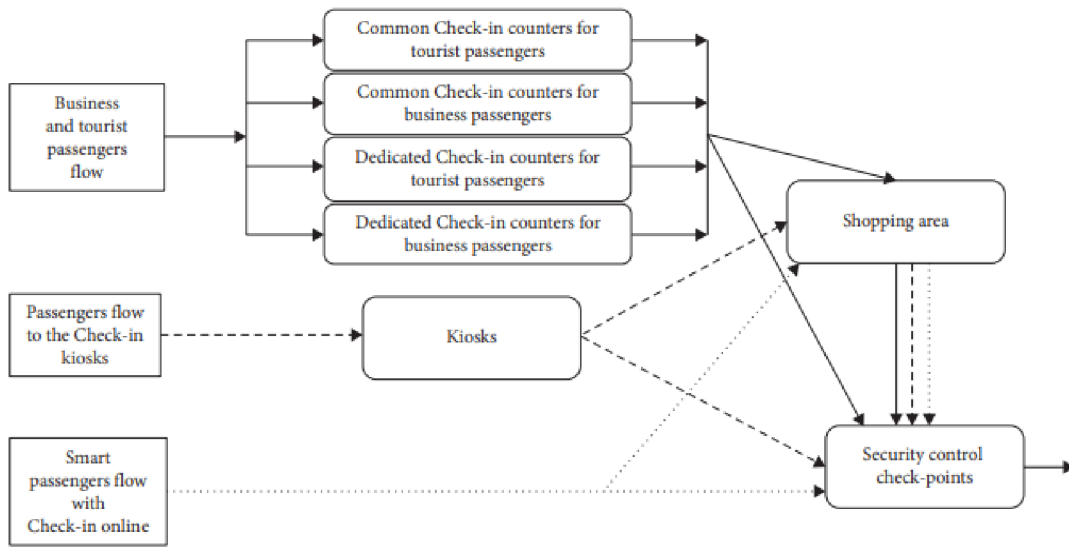 Common Check-in counters for
tourist passengers
Common Check-in counters for
business passengers
Dedicated Check-in counters for
tourist passengers
Dedicated Check-in counters for
business passengers
Business
and tourist
passengers
flow
Shopping area
Passengers flow
to the Check-in
kiosks
Kiosks
Smart
passengers flow
with
Check-in online
Security control
check-points